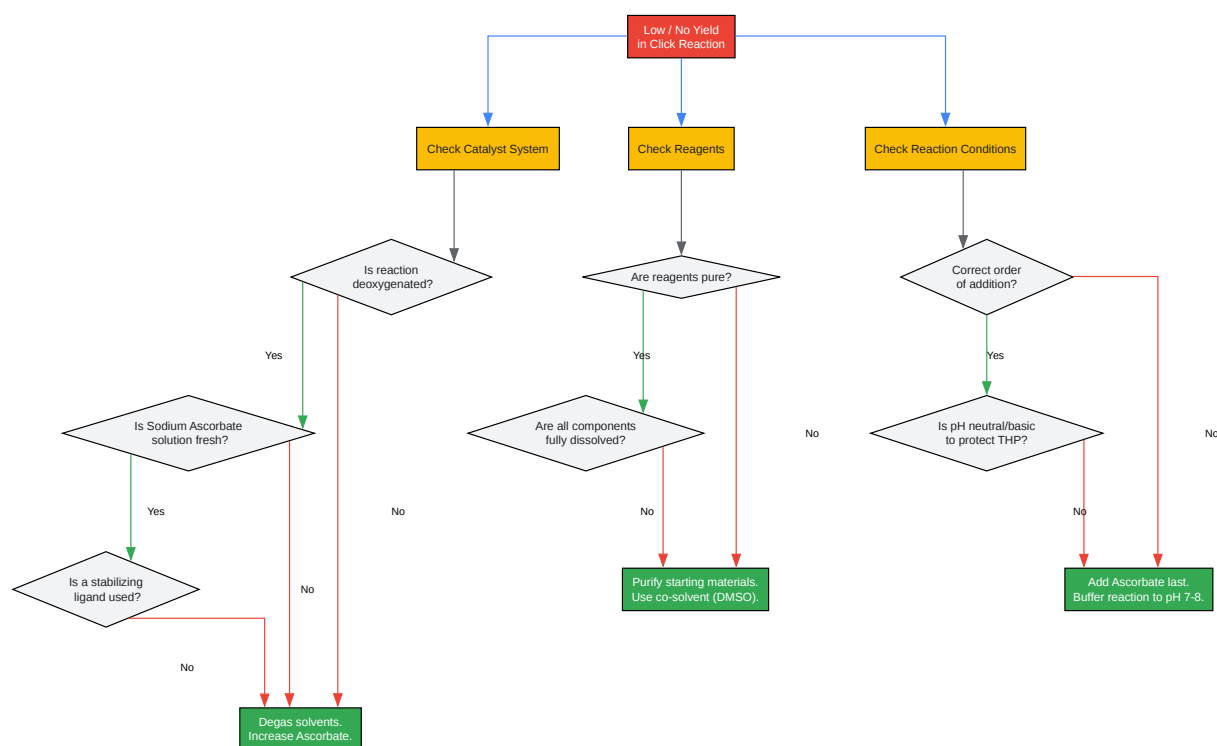 Low / No Yield
in Click Reaction
Check Catalyst System
Check Reagents
Check Reaction Conditions
Is reaction
deoxygenated?
Are reagents pure?
Correct order
of addition?
Yes
Yes
Yes
Is Sodium Ascorbate
solution fresh?
Are all components
fully dissolved?
No
Is pH neutral/basic
to protect THP?
No
Yes
No
No
No
Is a stabilizing
ligand used?
No
Purify starting materials.
Use co-solvent (DMSO).
Add Ascorbate last.
Buffer reaction to pH 7-8.
No
Degas solvents.
Increase Ascorbate.